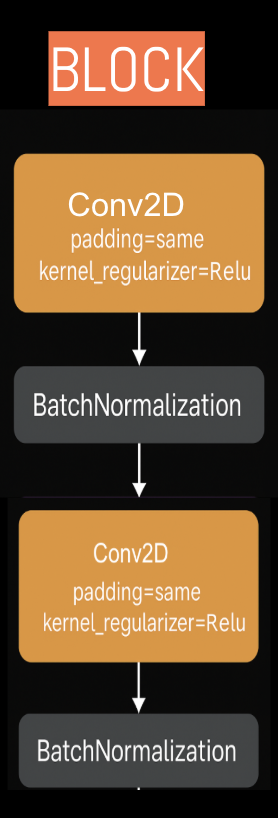 BLOCK
Conv2D
padding=same
kernel_regularizer=Relu
BatchNormalization
Conv2D
padding=same
kernel_regularizer=Relu
BatchNormalization